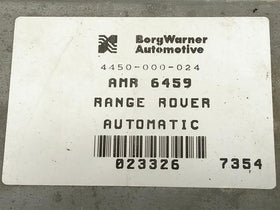 BorgWarner
Automotive
4450-000-024
AMR 6459
RANGE ROVER
AUTOMATIC
023326 7354